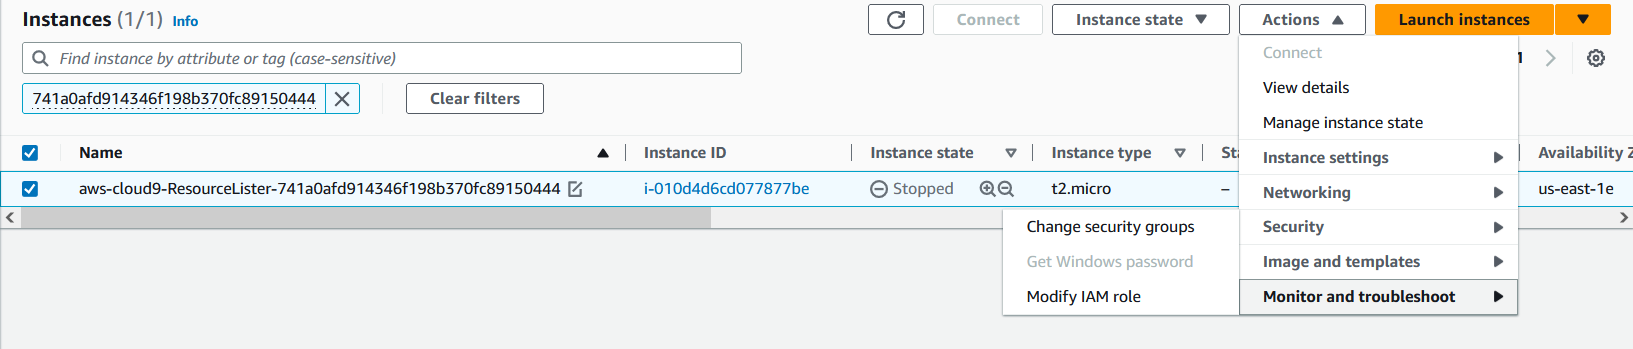 Instances (1/1) Info
Connect
Instance state
Actions
Launch instances
Find instance by attribute or tag (case-sensitive)
741a0afd914346f198b370fc89150444
Clear filters
Connect
View details
Manage instance state
Instance settings
Networking
Security
Image and templates
Monitor and troubleshoot
Name Instance ID Instance state Instance type Sta Availability Z
aws-cloud9-ResourceLister-741a0afd914346f198b370fc89150444 i-010d4d6cd077877be Stopped t2.micro – us-east-1e
Change security groups
Get Windows password
Modify IAM role